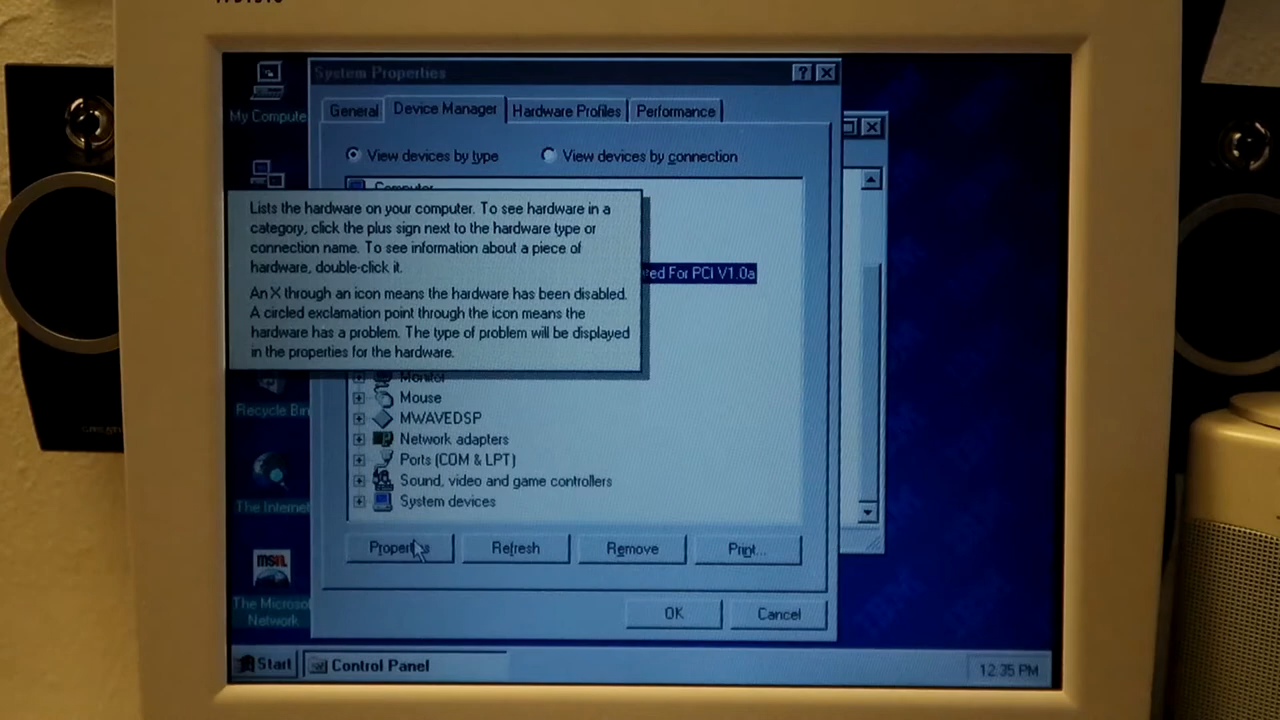 System Properties
General
Device Manager
Hardware Profiles
Performance
My Compute
View devices by type
View devices by connection
Computer
Lists the hardware on your computer. To see hardware in a
category, click the plus sign next to the hardware type or
connection name. To see information about a piece of
hardware, double-click it.
An X through an icon means the hardware has been disabled.
A circled exclamation point through the icon means the
hardware has a problem. The type of problem will be displayed
in the properties for the hardware.
ed For PCI V1.0a
Monitor
Mouse
MWAVEDSP
Network adapters
Ports (COM & LPT)
Sound, video and game controllers
System devices
Recycle Bin
The Internet
msn
The Microsof
Network
Properties
Refresh
Remove
Print...
OK
Cancel
Start
Control Panel
12:35 PM